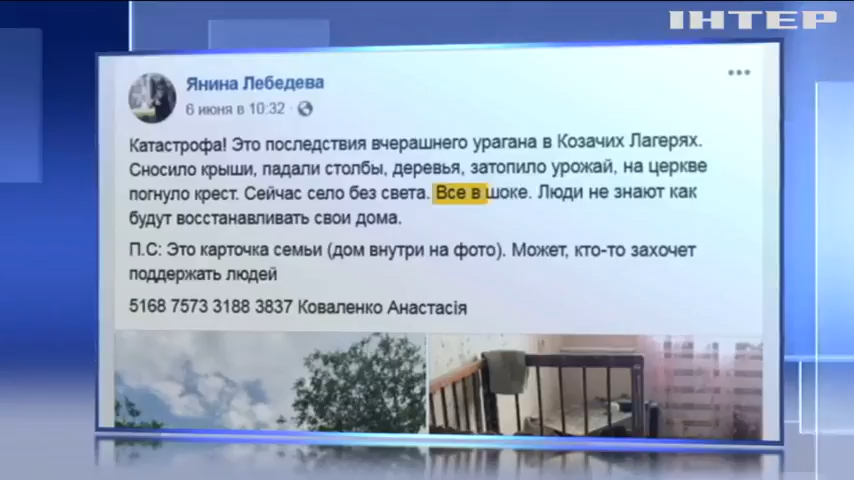 ІНТЕР
Янина Лебедева
6 июня в 10:32
Катастрофа! Это последствия вчерашнего урагана в Козачих Лагерях.
Сносило крыши, падали столбы, деревья, затопило урожай, на церкве
погнуло крест. Сейчас село без света. Все в шоке. Люди не знают как
будут восстанавливать свои дома.
П.С: Это карточка семьи (дом внутри на фото). Может, кто-то захочет
поддержать людей
5168 7573 3188 3837 Коваленко Анастасія